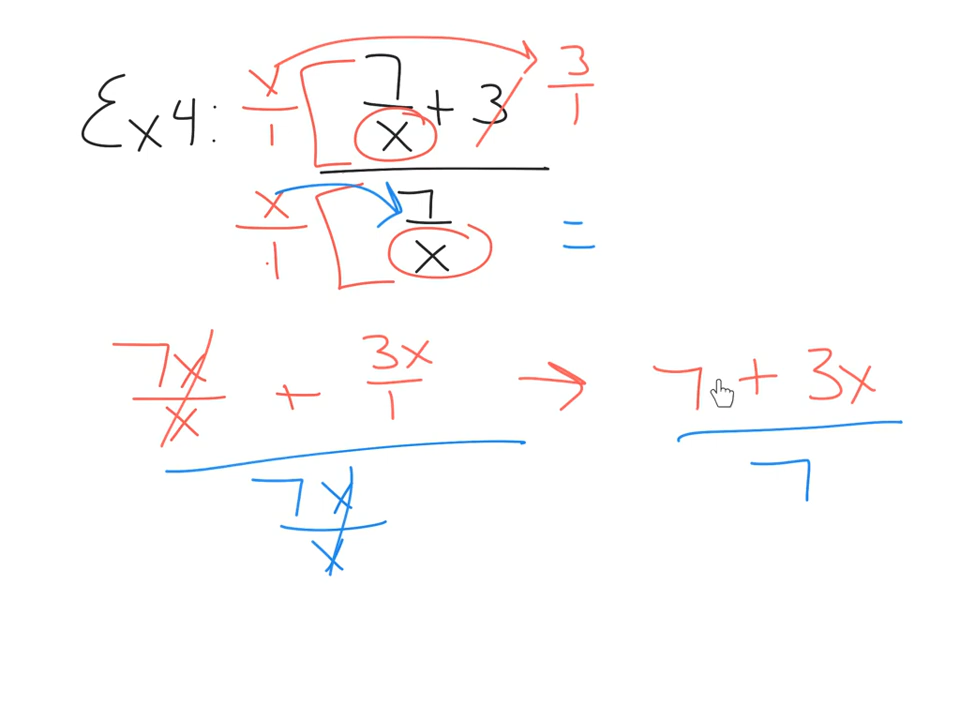 Ex4: x/1 [ 7/x + 3 3/1
x/1 [ 7/x =
7x/x + 3x/1 → 7 + 3x
7x/x 7